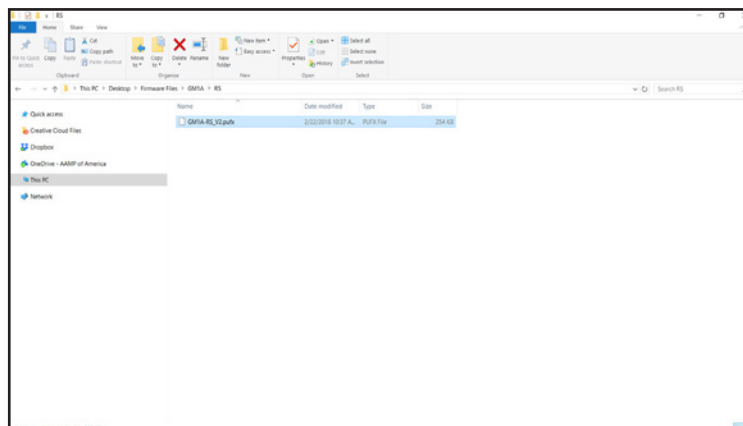 RS
File Home Share View
Pin to Quick access
Copy
Paste
Cut
Copy path
Paste shortcut
Move to
Copy to
Delete
Rename
New folder
New item
Easy access
Properties
Open
Edit
History
Select all
Select none
Invert selection
Clipboard Organize New Open Select
This PC > Desktop > Firmware Files > GM1A > RS
Search RS
Name Date modified Type Size
GM1A-RS_V2.pufx 2/22/2018 10:37 A... PUFX File 254 KB
Quick access
Creative Cloud Files
Dropbox
OneDrive - AAMP of America
This PC
Network